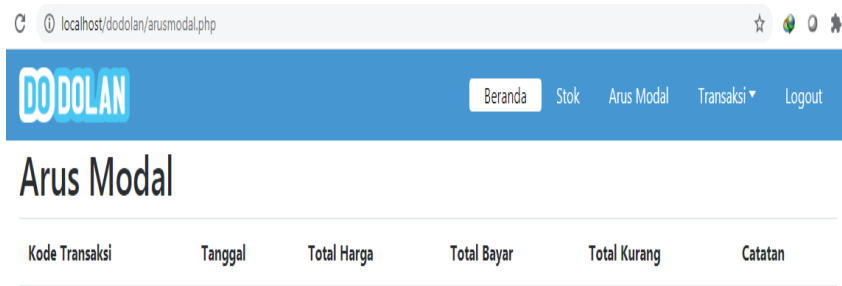 localhost/dodolan/arusmodal.php
DODOLAN Beranda Stok Arus Modal Transaksi Logout
Arus Modal
Kode Transaksi Tanggal Total Harga Total Bayar Total Kurang Catatan